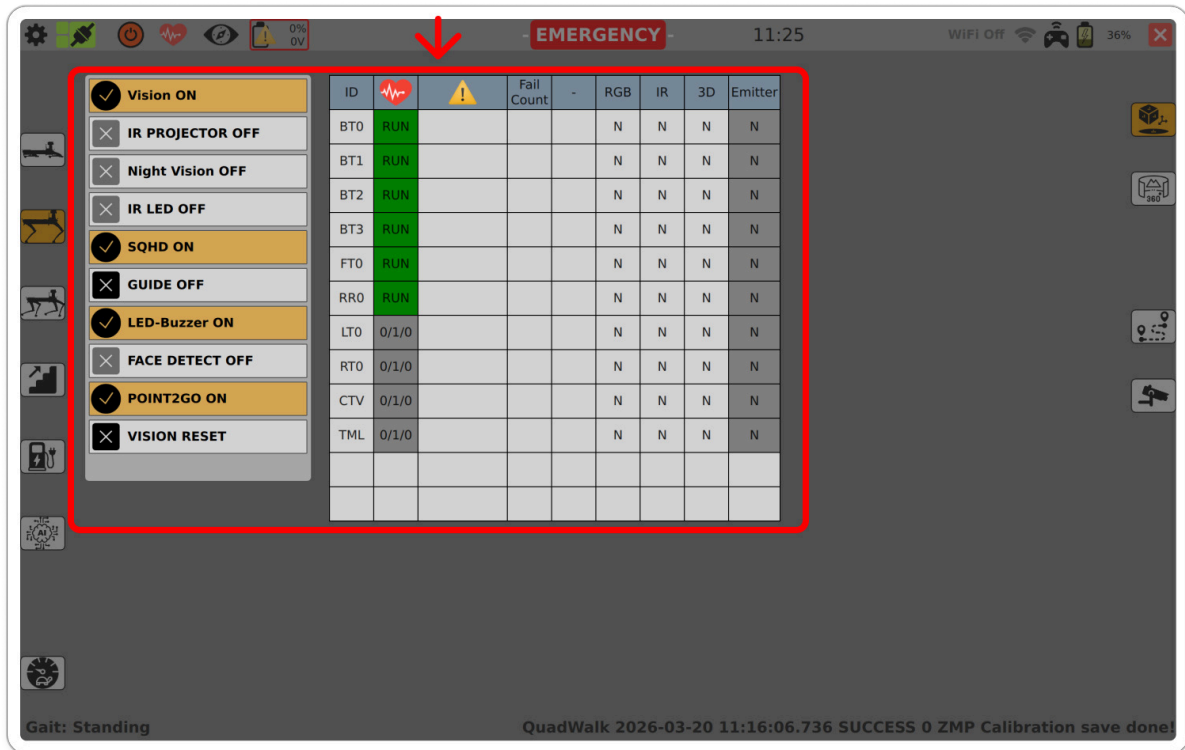 0%
0V
- EMERGENCY -
11:25
WiFi Off
36%
Vision ON
IR PROJECTOR OFF
Night Vision OFF
IR LED OFF
SQHD ON
GUIDE OFF
LED-Buzzer ON
FACE DETECT OFF
POINT2GO ON
VISION RESET
ID Fail Count - RGB IR 3D Emitter
BT0 RUN N N N N
BT1 RUN N N N N
BT2 RUN N N N N
BT3 RUN N N N N
FT0 RUN N N N N
RR0 RUN N N N N
LT0 0/1/0 N N N N
RT0 0/1/0 N N N N
CTV 0/1/0 N N N N
TML 0/1/0 N N N N
360°
AI
Gait: Standing
QuadWalk 2026-03-20 11:16:06.736 SUCCESS 0 ZMP Calibration save done!